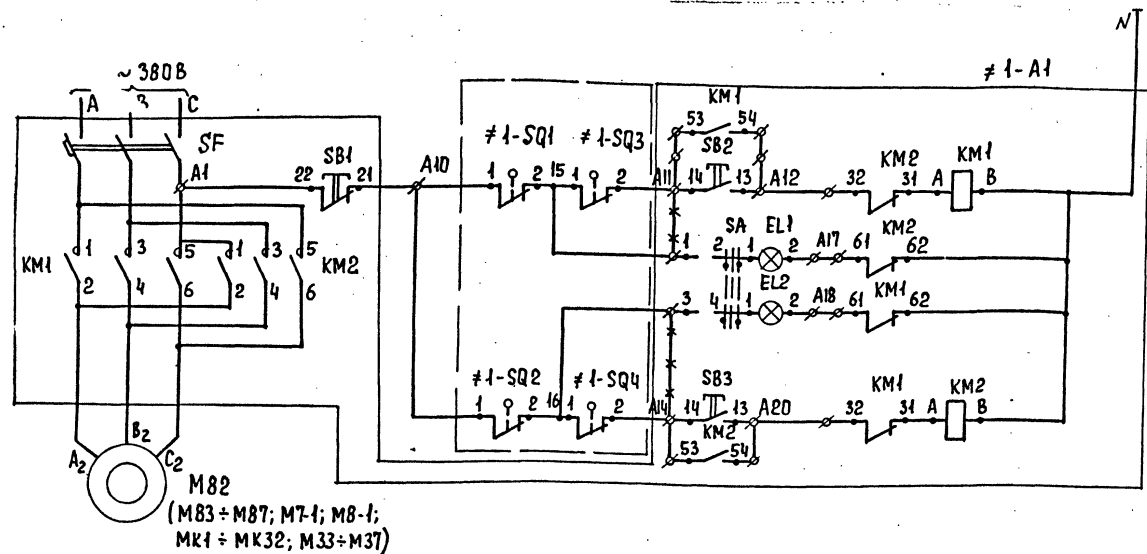 N
≠1-A1
~380В
A 3 C
SF
A1
22 SB1 21
A10
≠1-SQ1 ≠1-SQ3
1 2 15 1 2
A11
53 KM1 54
SB2
14 13 A12
32 KM2 31 A KM1 B
KM1
1 3 5 1 3 5
2 4 6 2 4 6
KM2
1 2 SA 1 EL1 2 A17 61 KM2 62
3 4 1 EL2 2 A18 61 KM1 62
≠1-SQ2 ≠1-SQ4
1 2 16 1 2
A14
SB3
14 13 A20
KM2
53 54
32 KM1 31 A KM2 B
A2 B2 C2
M82
(M83÷M87; M7-1; M8-1;
MK1÷MK32; M33÷M37)